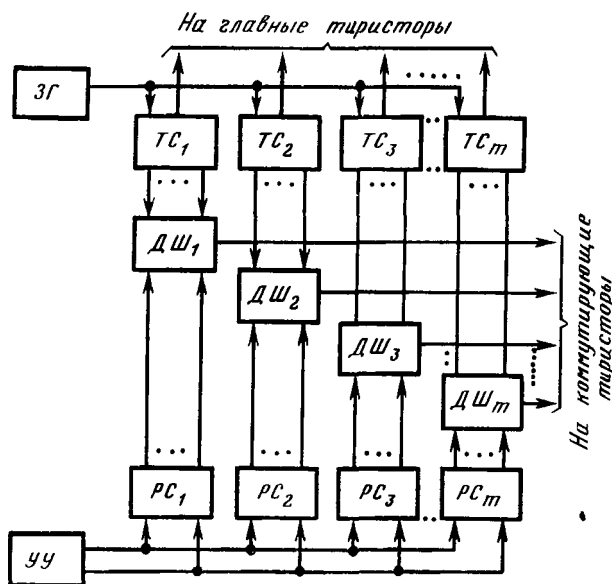 На главные тиристоры
ЗГ
ТС₁ ТС₂ ТС₃ ТСₘ
ДШ₁
ДШ₂
ДШ₃
ДШₘ
На коммутирующие
тиристоры
РС₁ РС₂ РС₃ РСₘ
УУ